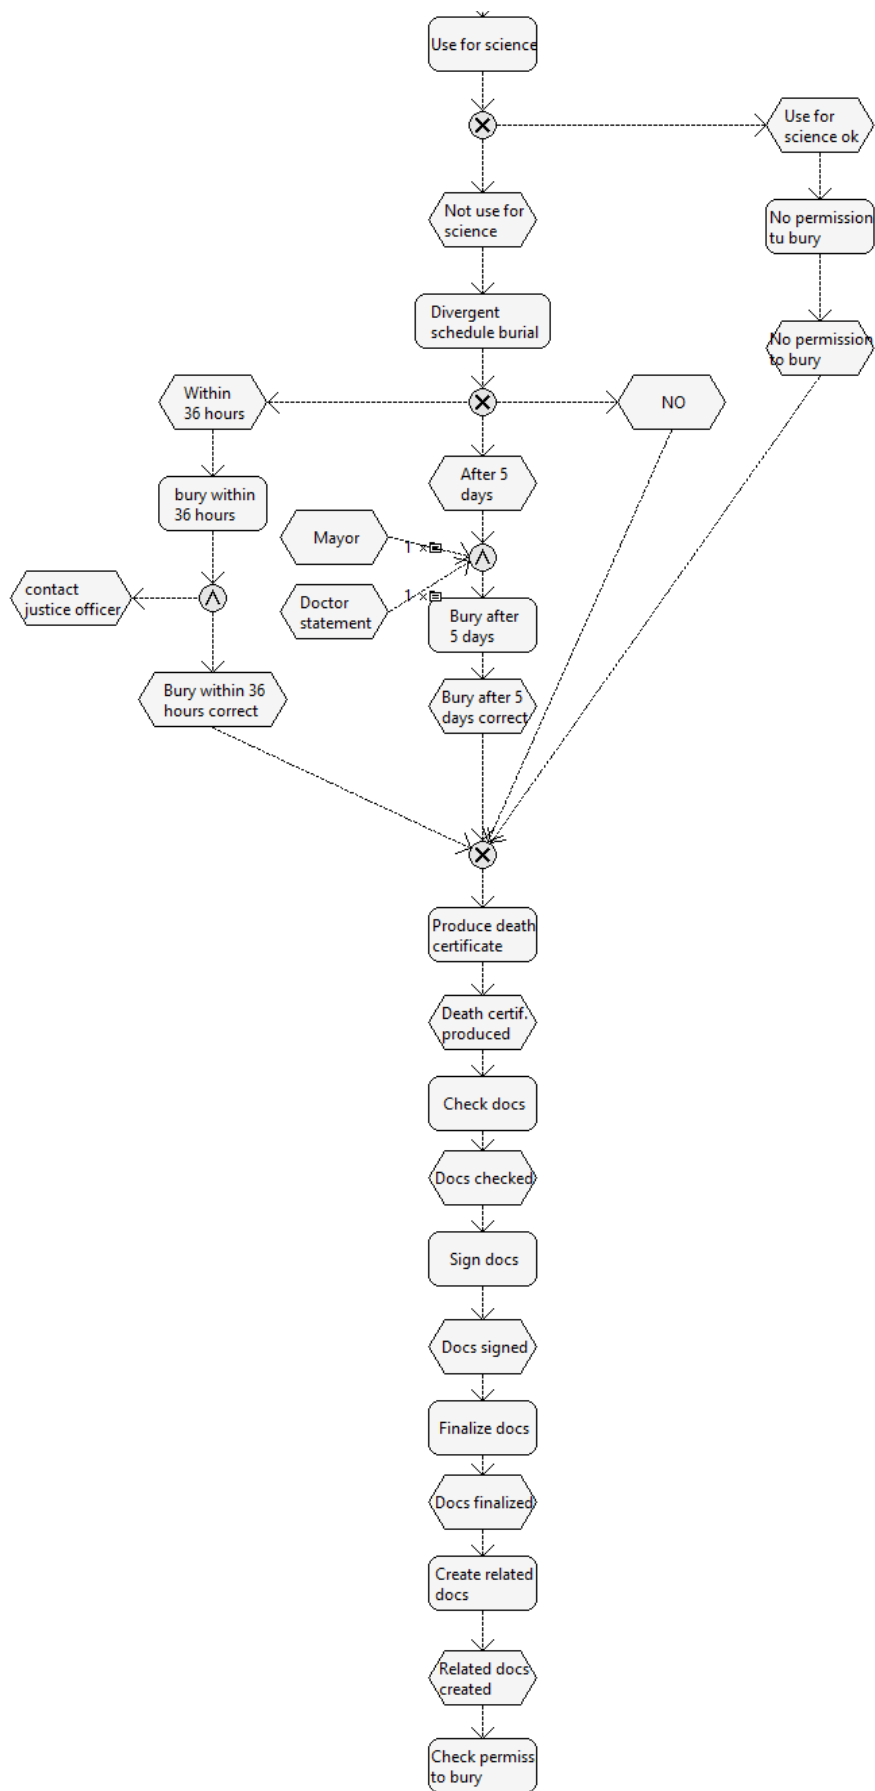 Use for science
Use for
science ok
Not use for
science
No permission
tu bury
Divergent
schedule burial
No permission
to bury
Within
36 hours
NO
After 5
days
bury within
36 hours
Mayor
1
contact
justice officer
Doctor
statement
1
Bury after
5 days
Bury within 36
hours correct
Bury after 5
days correct
Produce death
certificate
Death certif.
produced
Check docs
Docs checked
Sign docs
Docs signed
Finalize docs
Docs finalized
Create related
docs
Related docs
created
Check permiss
to bury